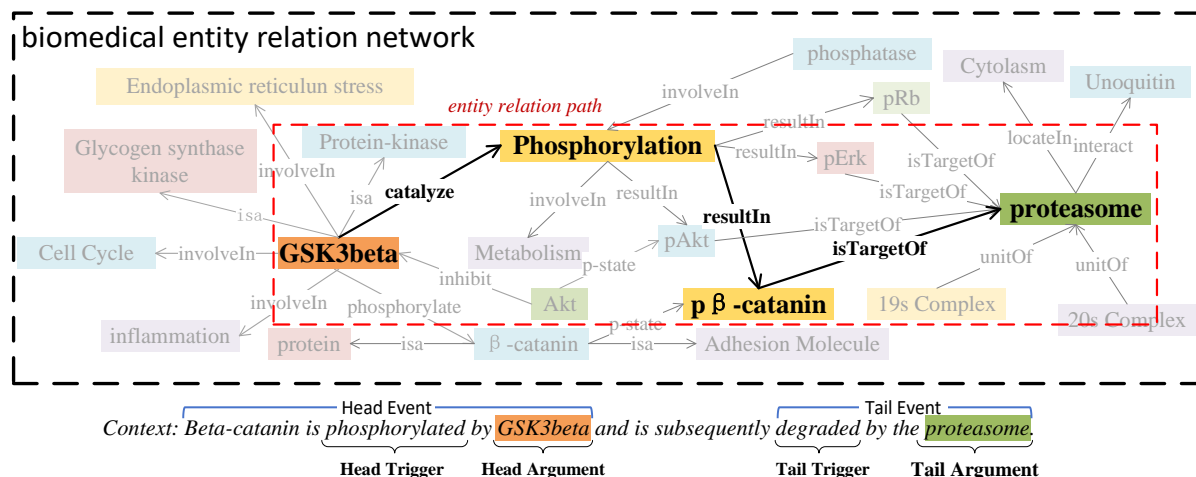 biomedical entity relation network
phosphatase
Cytolasm
Unoquitin
Endoplasmic reticulun stress
entity relation path
involveIn
pRb
resultIn
Glycogen synthase
kinase
Protein-kinase
Phosphorylation
locateIn
interact
involveIn
isa
catalyze
resultIn
pErk
isTargetOf
isTargetOf
isa
involveIn
resultIn
resultIn
isTargetOf
proteasome
Cell Cycle
involveIn
GSK3beta
Metabolism
pAkt
isTargetOf
inhibit
p-state
unitOf
unitOf
involveIn
phosphorylate
Akt
pβ-catanin
19s Complex
20s Complex
inflammation
p-state
protein
isa
β-catanin
isa
Adhesion Molecule
Head Event
Tail Event
Context: Beta-catanin is phosphorylated by GSK3beta and is subsequently degraded by the proteasome.
Head Trigger
Head Argument
Tail Trigger
Tail Argument